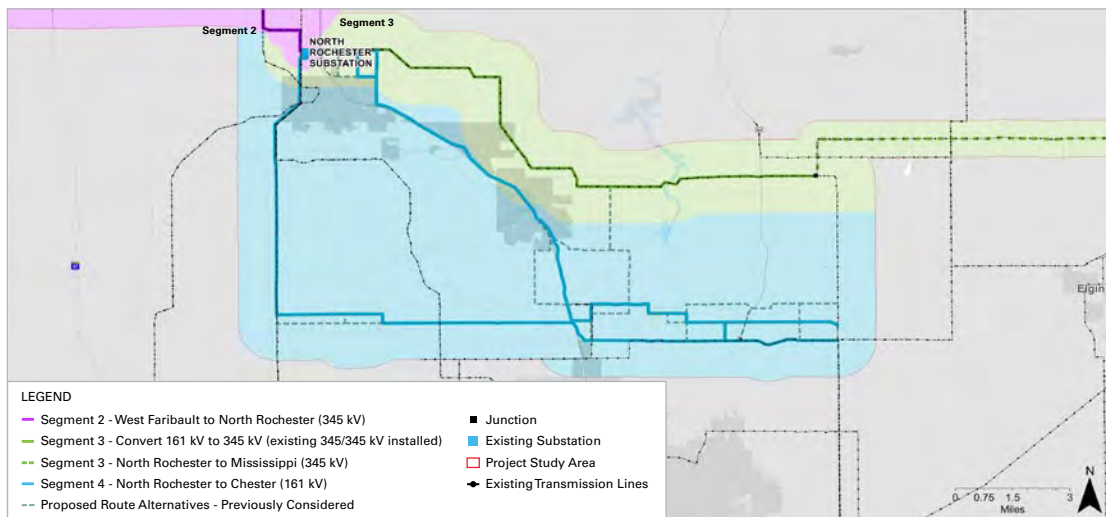 Segment 2
Segment 3
NORTH
ROCHESTER
SUBSTATION
Elgin
LEGEND
Segment 2 - West Faribault to North Rochester (345 kV)
Segment 3 - Convert 161 kV to 345 kV (existing 345/345 kV installed)
Segment 3 - North Rochester to Mississippi (345 kV)
Segment 4 - North Rochester to Chester (161 kV)
Proposed Route Alternatives - Previously Considered
Junction
Existing Substation
Project Study Area
Existing Transmission Lines
N
0 0.75 1.5 3
Miles